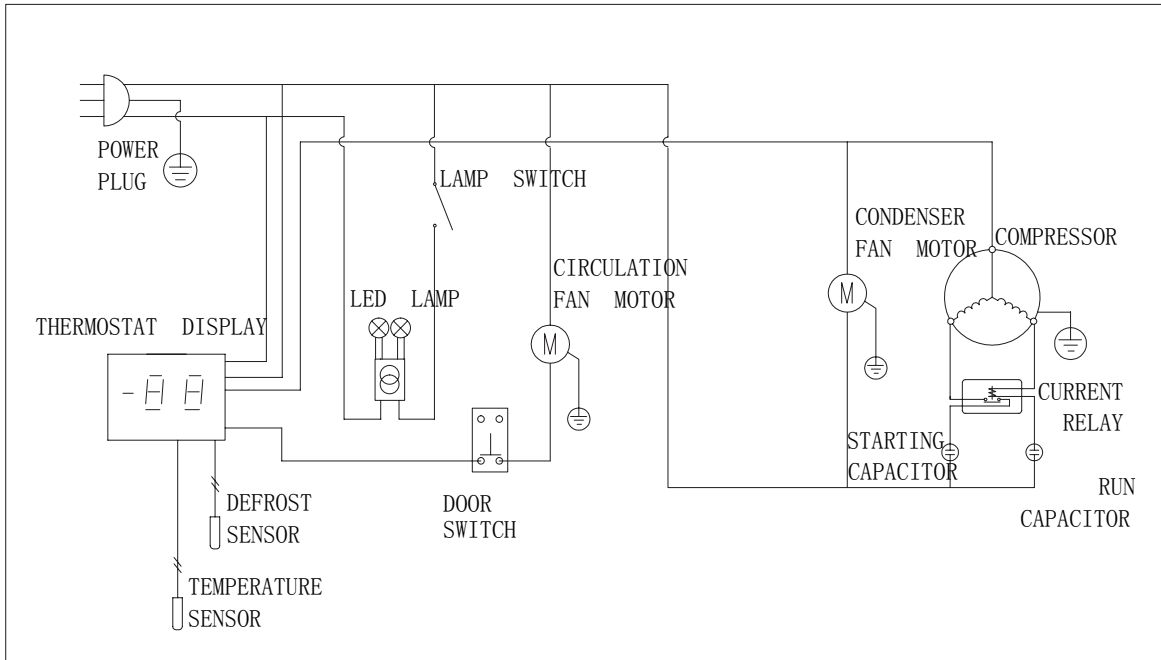 POWER
PLUG
LAMP SWITCH
CONDENSER
FAN MOTOR
COMPRESSOR
CIRCULATION
FAN MOTOR
LED LAMP
M
THERMOSTAT DISPLAY
M
-88
CURRENT
RELAY
STARTING
CAPACITOR
RUN
CAPACITOR
DEFROST
SENSOR
DOOR
SWITCH
TEMPERATURE
SENSOR